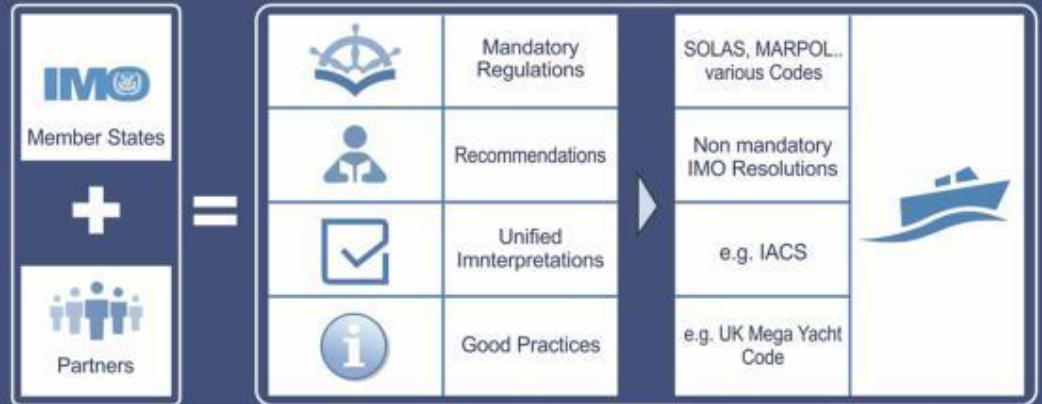 IMO
Member States
+
Partners
=
Mandatory
Regulations
SOLAS, MARPOL..
various Codes
Recommendations
Non mandatory
IMO Resolutions
Unified
Imnterpretations
e.g. IACS
i
Good Practices
e.g. UK Mega Yacht
Code